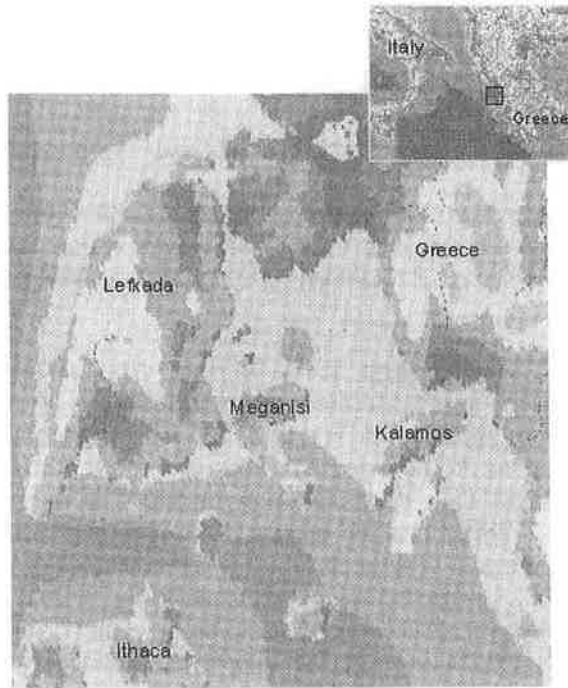 Italy
Greece
Greece
Lefkada
Meganisi
Kalamos
Ithaca